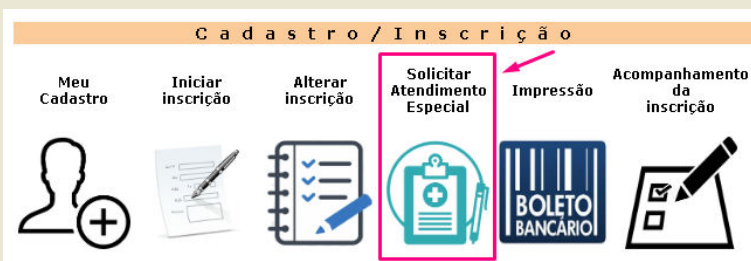 Cadastro/Inscrição
Meu
Cadastro
Iniciar
inscrição
Alterar
inscrição
Solicitar
Atendimento
Especial
Impressão
Acompanhamento
da
inscrição
BOLETO
BANCÁRIO